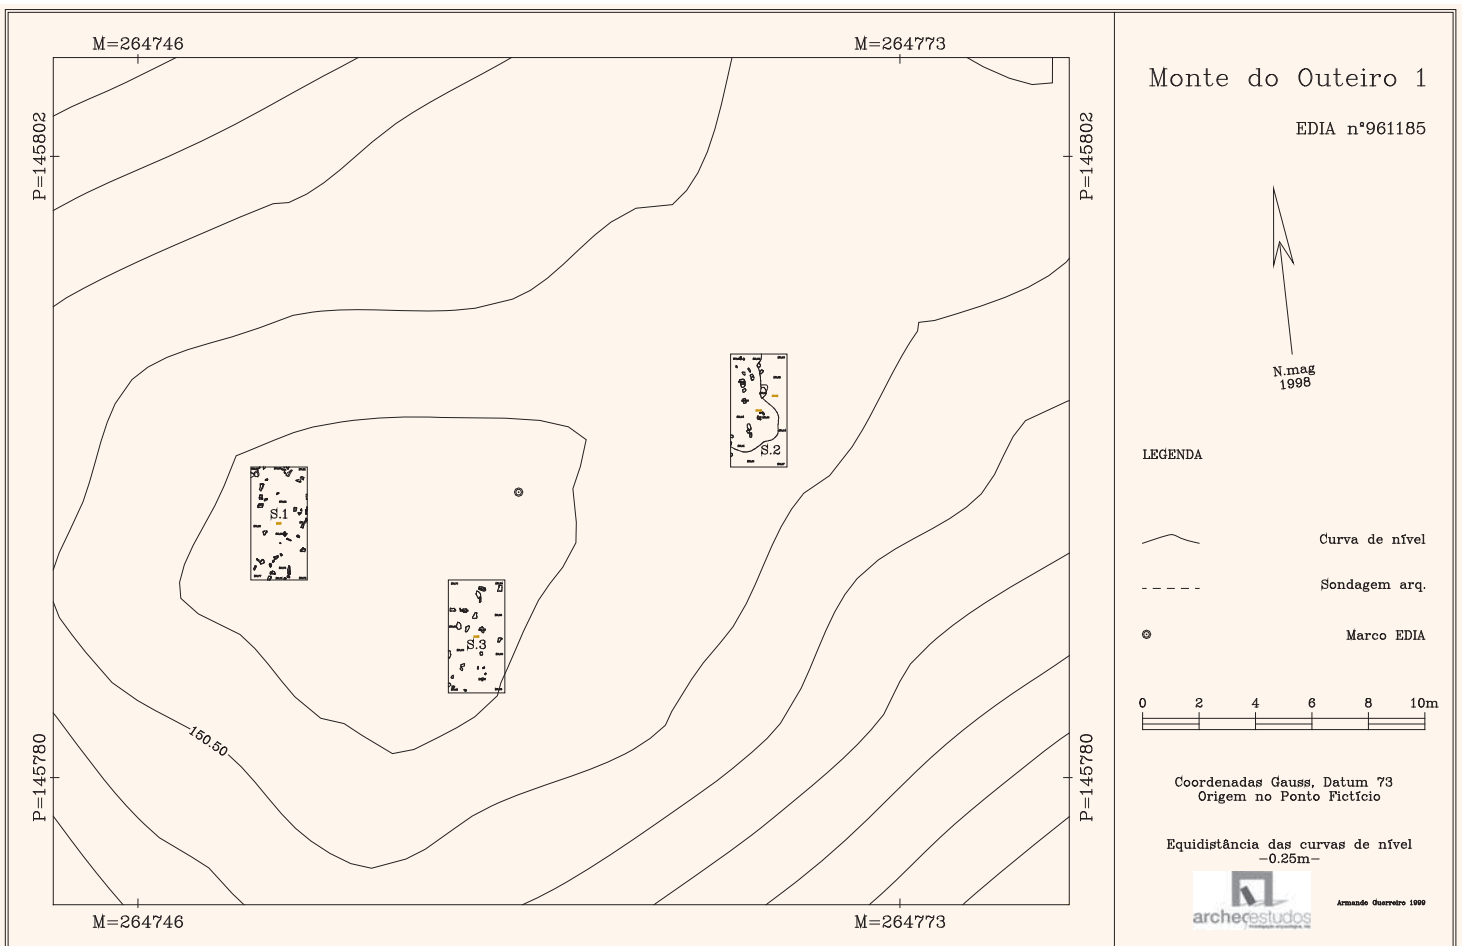 M=264746
M=264773
P=145802
P=145802
S.1
S.2
S.3
150.50
P=145780
P=145780
M=264746
M=264773
Monte do Outeiro 1
EDIA nº961185
N.mag
1998
LEGENDA
Curva de nível
Sondagem arq.
Marco EDIA
0 2 4 6 8 10m
Coordenadas Gauss, Datum 73
Origem no Ponto Fictício
Equidistância das curvas de nível
-0.25m-
archeoestudos
Armando Guerreiro 1999